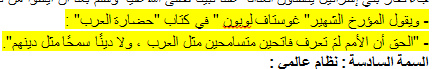 - ويقول المؤرخ الشهير" غوستاف لوبون " في كتاب "حضارة العرب" :
- "الحق أن الأمم لمْ تعرف فاتحين متسامحين مثل العرب ، ولا دينًا سمحًا مثل دينهم".
السمة السادسة : نظام عالمي :